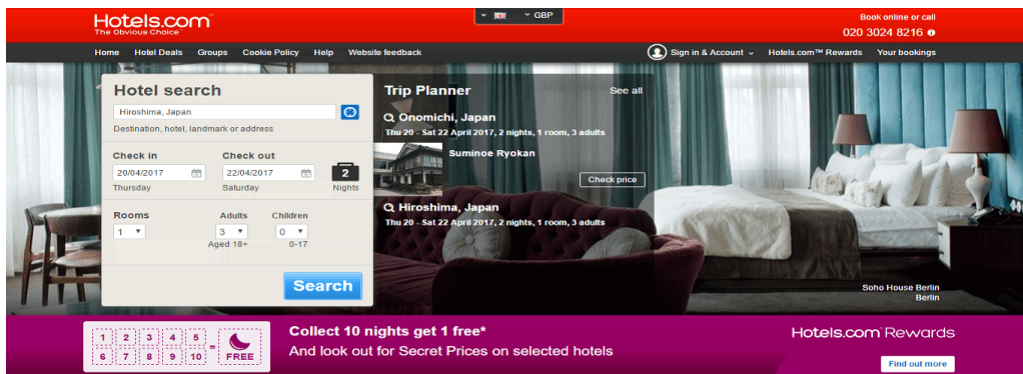 Hotels.com™
The Obvious Choice™
GBP
Book online or call
020 3024 8216
Home Hotel Deals Groups Cookie Policy Help Website feedback
Sign in & Account Hotels.com™ Rewards Your bookings
Hotel search
Hiroshima, Japan
Destination, hotel, landmark or address
Check in Check out
20/04/2017 22/04/2017 2
Thursday Saturday Nights
Rooms Adults Children
1 3 0
Aged 18+ 0-17
Search
Trip Planner See all
Onomichi, Japan
Thu 20 - Sat 22 April 2017, 2 nights, 1 room, 3 adults
Suminoe Ryokan
Check price
Hiroshima, Japan
Thu 20 - Sat 22 April 2017, 2 nights, 1 room, 3 adults
Soho House Berlin
Berlin
1 2 3 4 5
6 7 8 9 10 = FREE
Collect 10 nights get 1 free*
And look out for Secret Prices on selected hotels
Hotels.com™ Rewards
Find out more